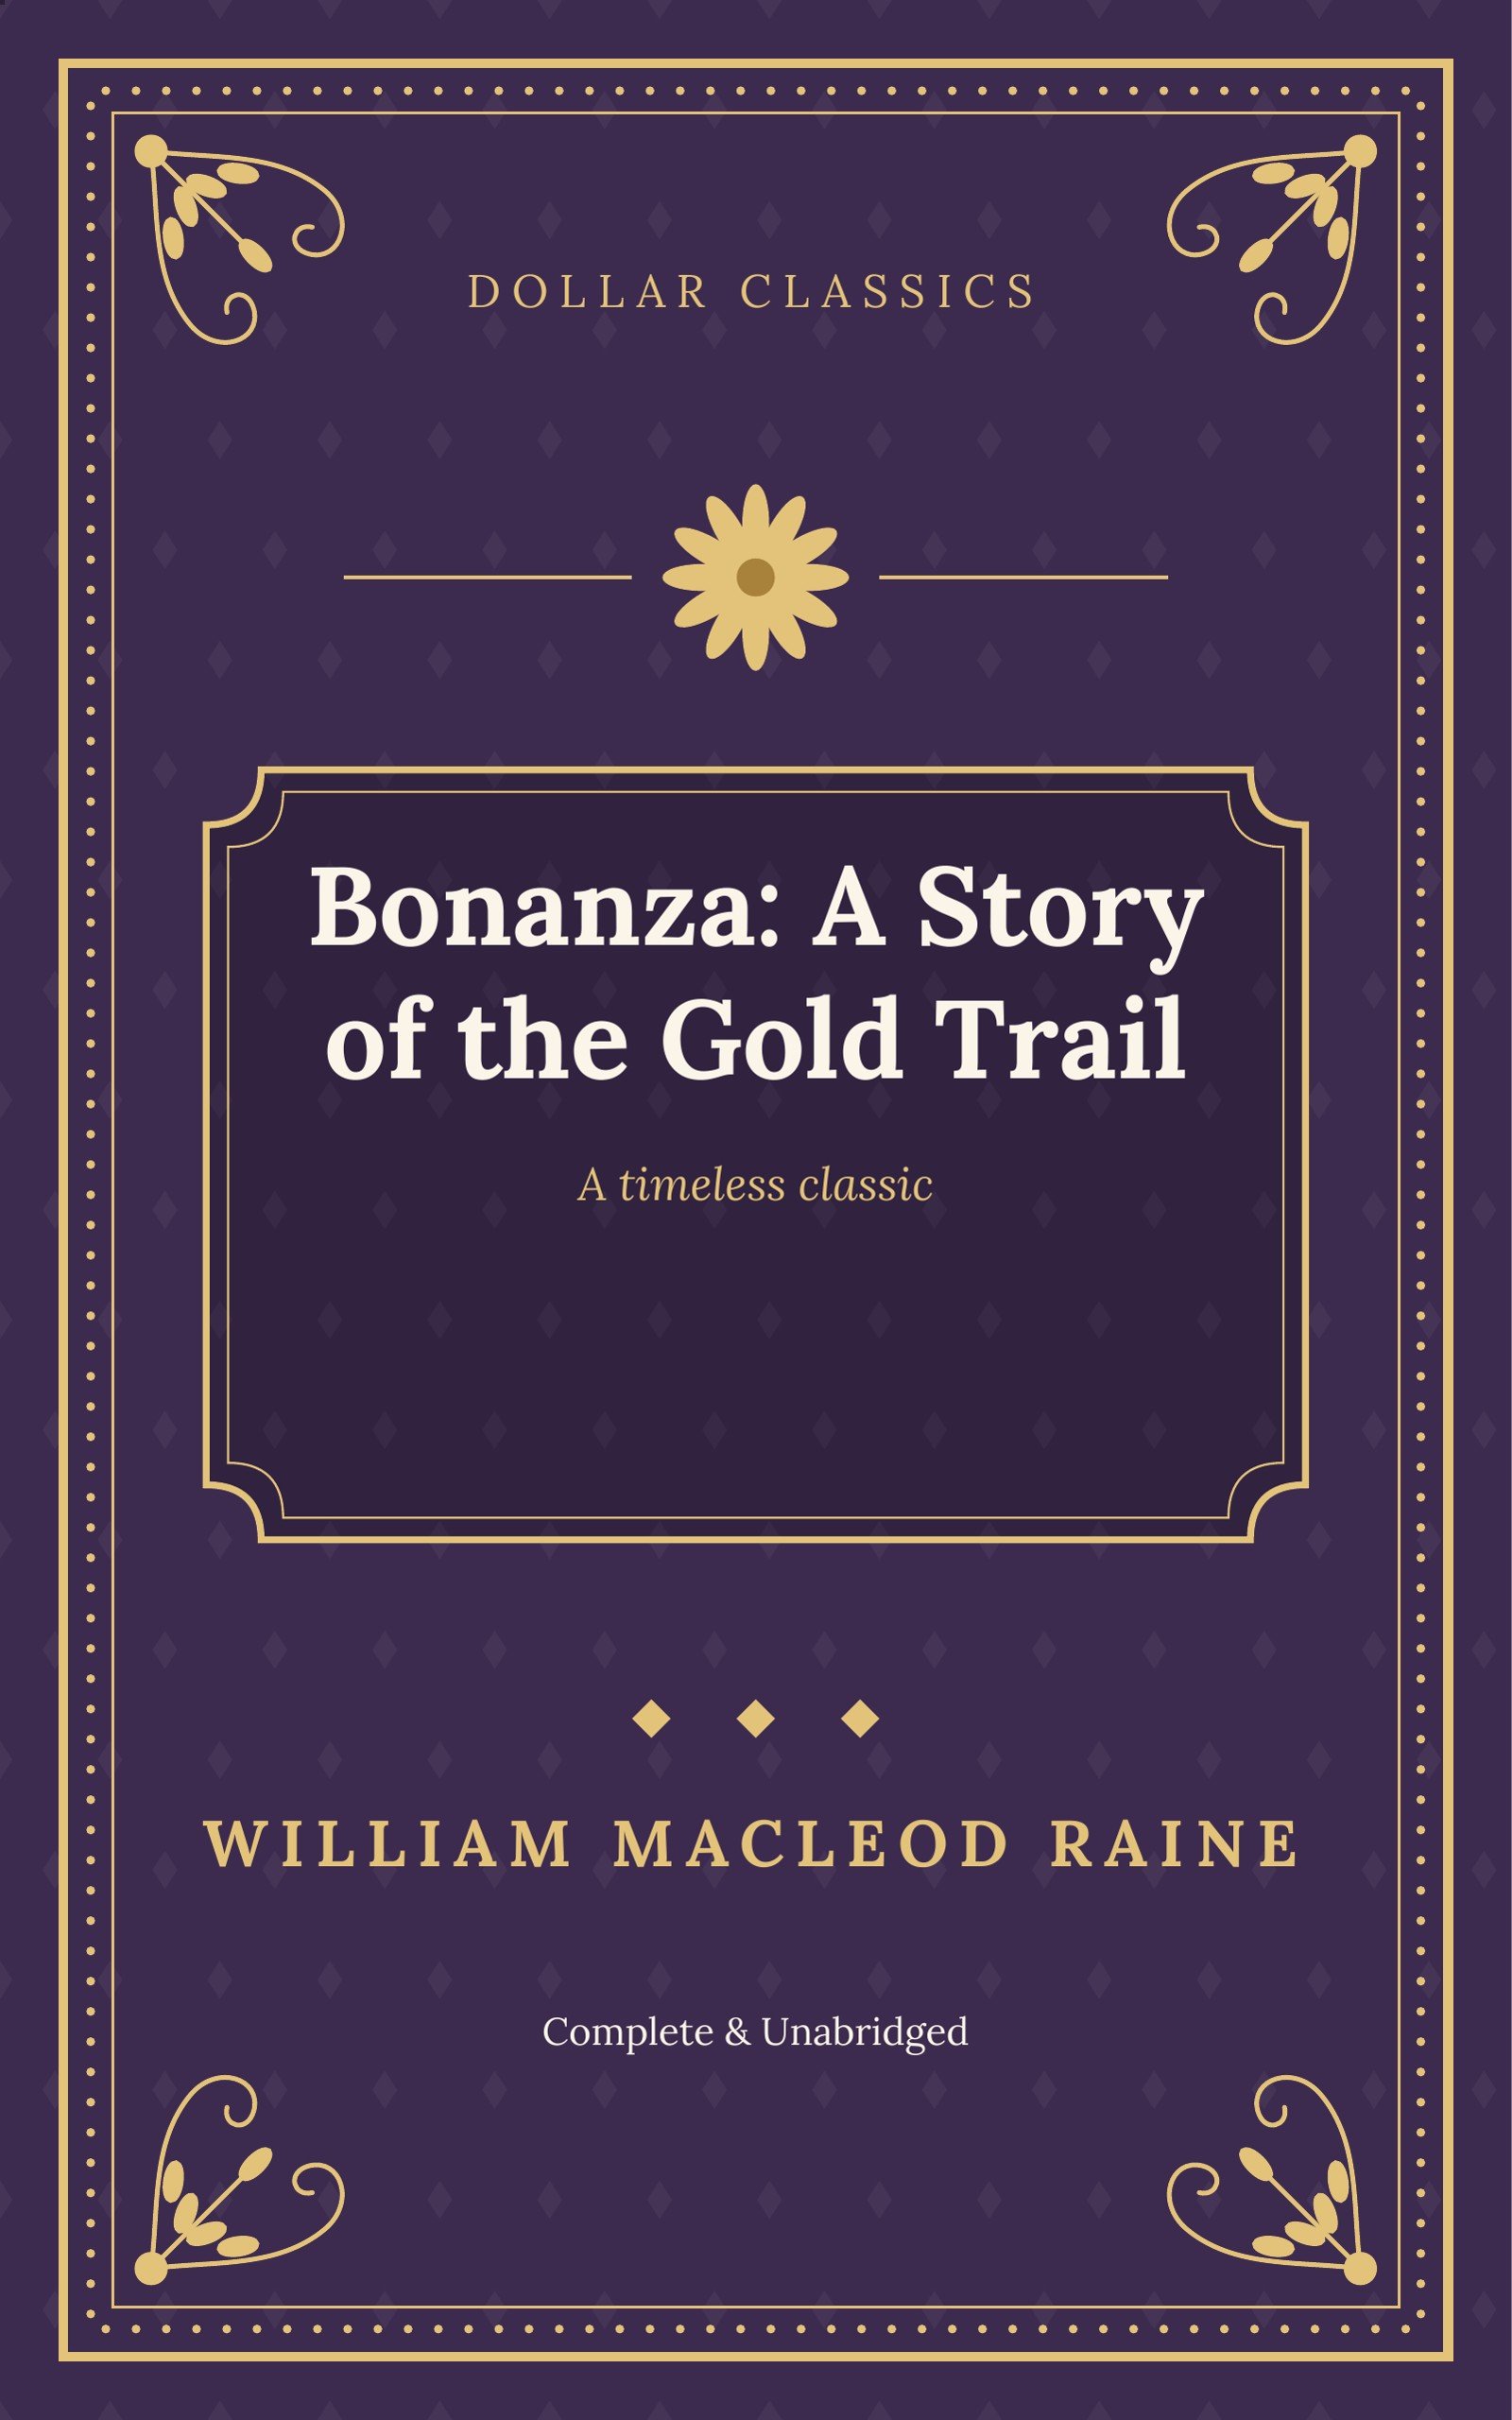 DOLLAR CLASSICS
Bonanza: A Story
of the Gold Trail
A timeless classic
WILLIAM MACLEOD RAINE
Complete & Unabridged